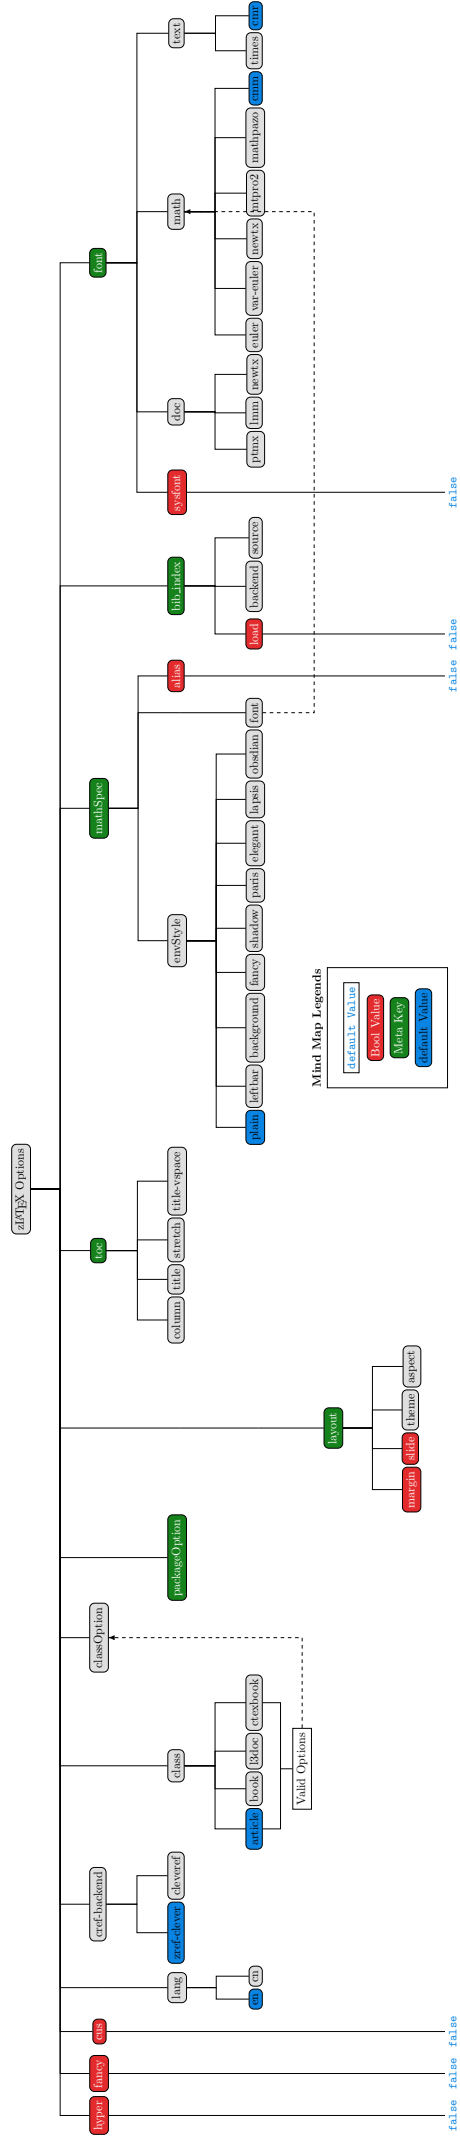 zLATEX Options
hyper
fancy
cus
cref-backend
classOption
toc
mathSpec
font
lang
zref-clever
cleveref
class
packageOption
column
title
stretch
title-vspace
envStyle
alias
bib_index
sysfont
doc
math
text
en
cn
article
book
l3doc
ctexbook
plain
leftbar
background
fancy
shadow
paris
elegant
lapsis
obsdian
font
load
backend
source
ptmx
lmm
newtx
euler
var-euler
newtx
mtpro2
mathpazo
cmm
times
cmr
Valid Options
layout
margin
slide
theme
aspect
Mind Map Legends
default Value
Bool Value
Meta Key
default Value
false
false
false
false
false
false